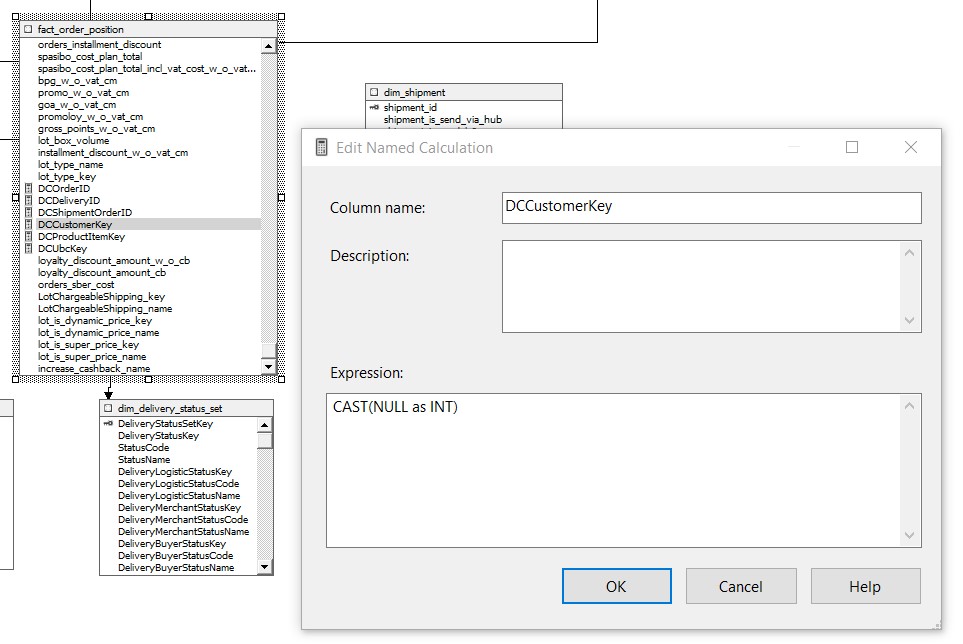 fact_order_position
orders_installment_discount
spasibo_cost_plan_total
spasibo_cost_plan_total_incl_vat_cost_w_o_vat...
bpg_w_o_vat_cm
promo_w_o_vat_cm
goa_w_o_vat_cm
promoloy_w_o_vat_cm
gross_points_w_o_vat_cm
lot_box_volume
installment_discount_w_o_vat_cm
lot_type_name
lot_type_key
DCOrderID
DCDeliveryID
DCShipmentOrderID
DCCustomerKey
DCProductItemKey
DCUbcKey
loyalty_discount_amount_w_o_cb
loyalty_discount_amount_cb
orders_sber_cost
LotChargeableShipping_key
LotChargeableShipping_name
lot_is_dynamic_price_key
lot_is_dynamic_price_name
lot_is_super_price_key
lot_is_super_price_name
increase_cashback_name
dim_delivery_status_set
DeliveryStatusSetKey
DeliveryStatusKey
StatusCode
StatusName
DeliveryLogisticStatusKey
DeliveryLogisticStatusCode
DeliveryLogisticStatusName
DeliveryMerchantStatusKey
DeliveryMerchantStatusCode
DeliveryMerchantStatusName
DeliveryBuyerStatusKey
DeliveryBuyerStatusCode
DeliveryBuyerStatusName
dim_shipment
shipment_id
shipment_is_send_via_hub
Edit Named Calculation
Column name:
DCCustomerKey
Description:
Expression:
CAST(NULL as INT)
OK
Cancel
Help